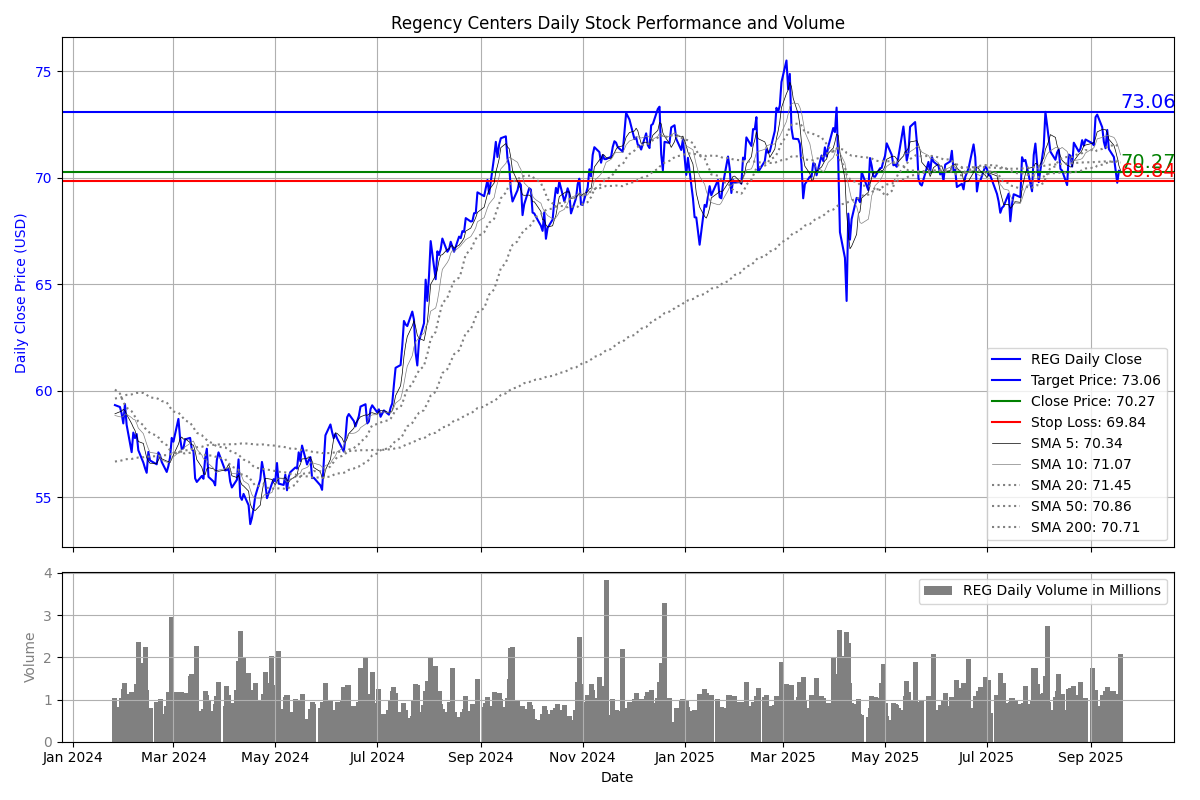 Regency Centers Daily Stock Performance and Volume
Daily Close Price (USD)
75
70
65
60
55
73.06
70.27
69.84
REG Daily Close
Target Price: 73.06
Close Price: 70.27
Stop Loss: 69.84
SMA 5: 70.34
SMA 10: 71.07
SMA 20: 71.45
SMA 50: 70.86
SMA 200: 70.71
Volume
4
3
2
1
0
REG Daily Volume in Millions
Jan 2024 Mar 2024 May 2024 Jul 2024 Sep 2024 Nov 2024 Jan 2025 Mar 2025 May 2025 Jul 2025 Sep 2025
Date